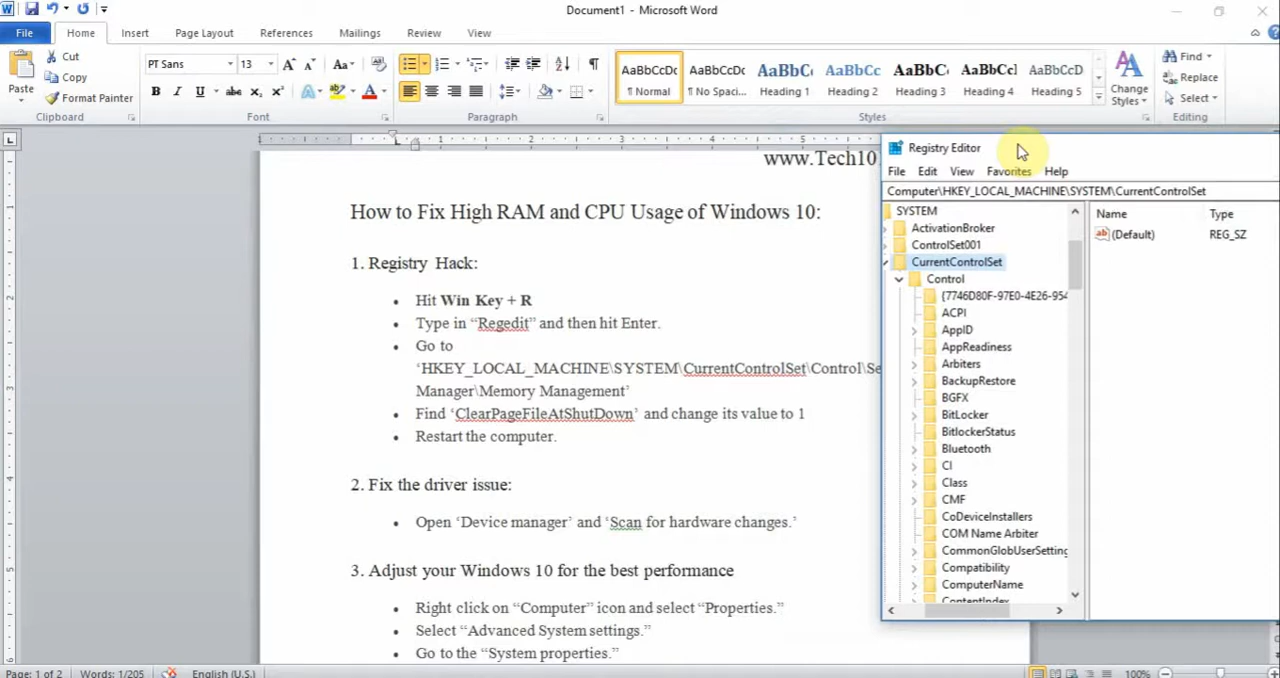 Document1 - Microsoft Word
File Home Insert Page Layout References Mailings Review View
Paste
Cut
Copy
Format Painter
Clipboard
PT Sans 13
Font
Paragraph
AaBbCcDc AaBbCcDc AaBbC AaBbCc AaBbC AaBbCc AaBbCcD
¶ Normal ¶ No Spaci... Heading 1 Heading 2 Heading 3 Heading 4 Heading 5
Change
Styles
Styles
Find
Replace
Select
Editing
www.Tech10
How to Fix High RAM and CPU Usage of Windows 10:
1. Registry Hack:
• Hit Win Key + R
• Type in “Regedit” and then hit Enter.
• Go to
‘HKEY_LOCAL_MACHINE\SYSTEM\CurrentControlSet\Control\Se
Manager\Memory Management’
• Find ‘ClearPageFileAtShutDown’ and change its value to 1
• Restart the computer.
2. Fix the driver issue:
• Open ‘Device manager’ and ‘Scan for hardware changes.’
3. Adjust your Windows 10 for the best performance
• Right click on “Computer” icon and select “Properties.”
• Select “Advanced System settings.”
• Go to the “System properties.”
Registry Editor
File Edit View Favorites Help
Computer\HKEY_LOCAL_MACHINE\SYSTEM\CurrentControlSet
SYSTEM
ActivationBroker
ControlSet001
CurrentControlSet
Control
{7746D80F-97E0-4E26-954
ACPI
AppID
AppReadiness
Arbiters
BackupRestore
BGFX
BitLocker
BitlockerStatus
Bluetooth
CI
Class
CMF
CoDeviceInstallers
COM Name Arbiter
CommonGlobUserSetting
Compatibility
ComputerName
ContentIndex
Name Type
(Default) REG_SZ
Page: 1 of 2 Words: 1/205 English (U.S.) 100%